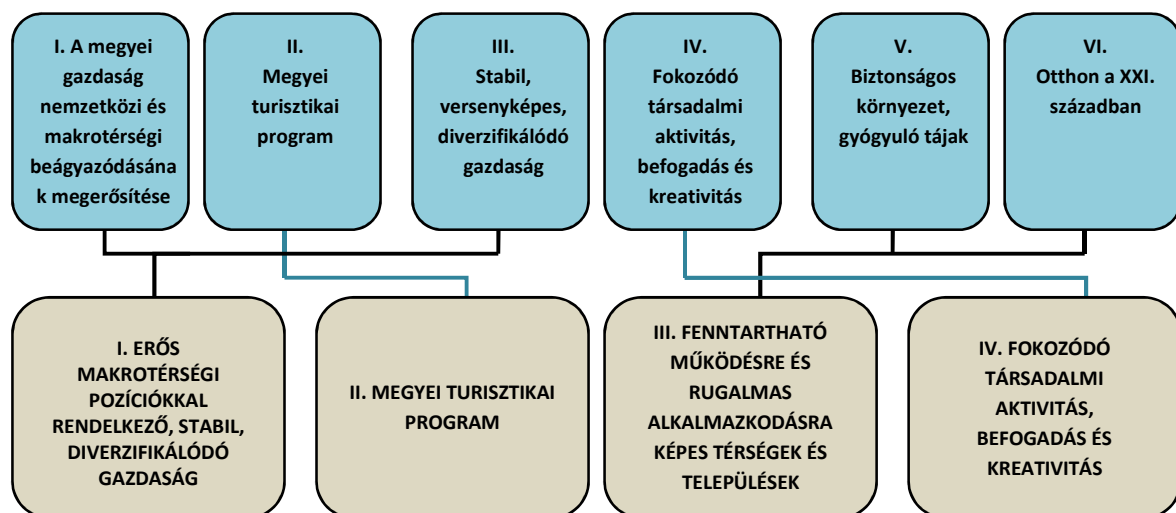 I. A megyei
gazdaság
nemzetközi és
makrotérségi
beágyazódásána
k megerősítése
II.
Megyei
turisztikai
program
III.
Stabil,
versenyképes,
diverzifikálódó
gazdaság
IV.
Fokozódó
társadalmi
aktivitás,
befogadás és
kreativitás
V.
Biztonságos
környezet,
gyógyuló tájak
VI.
Otthon a XXI.
században
I. ERŐS
MAKROTÉRSÉGI
POZÍCIÓKKAL
RENDELKEZŐ, STABIL,
DIVERZIFIKÁLÓDÓ
GAZDASÁG
II. MEGYEI TURISZTIKAI
PROGRAM
III. FENNTARTHATÓ
MŰKÖDÉSRE ÉS
RUGALMAS
ALKALMAZKODÁSRA
KÉPES TÉRSÉGEK ÉS
TELEPÜLÉSEK
IV. FOKOZÓDÓ
TÁRSADALMI
AKTIVITÁS,
BEFOGADÁS ÉS
KREATIVITÁS